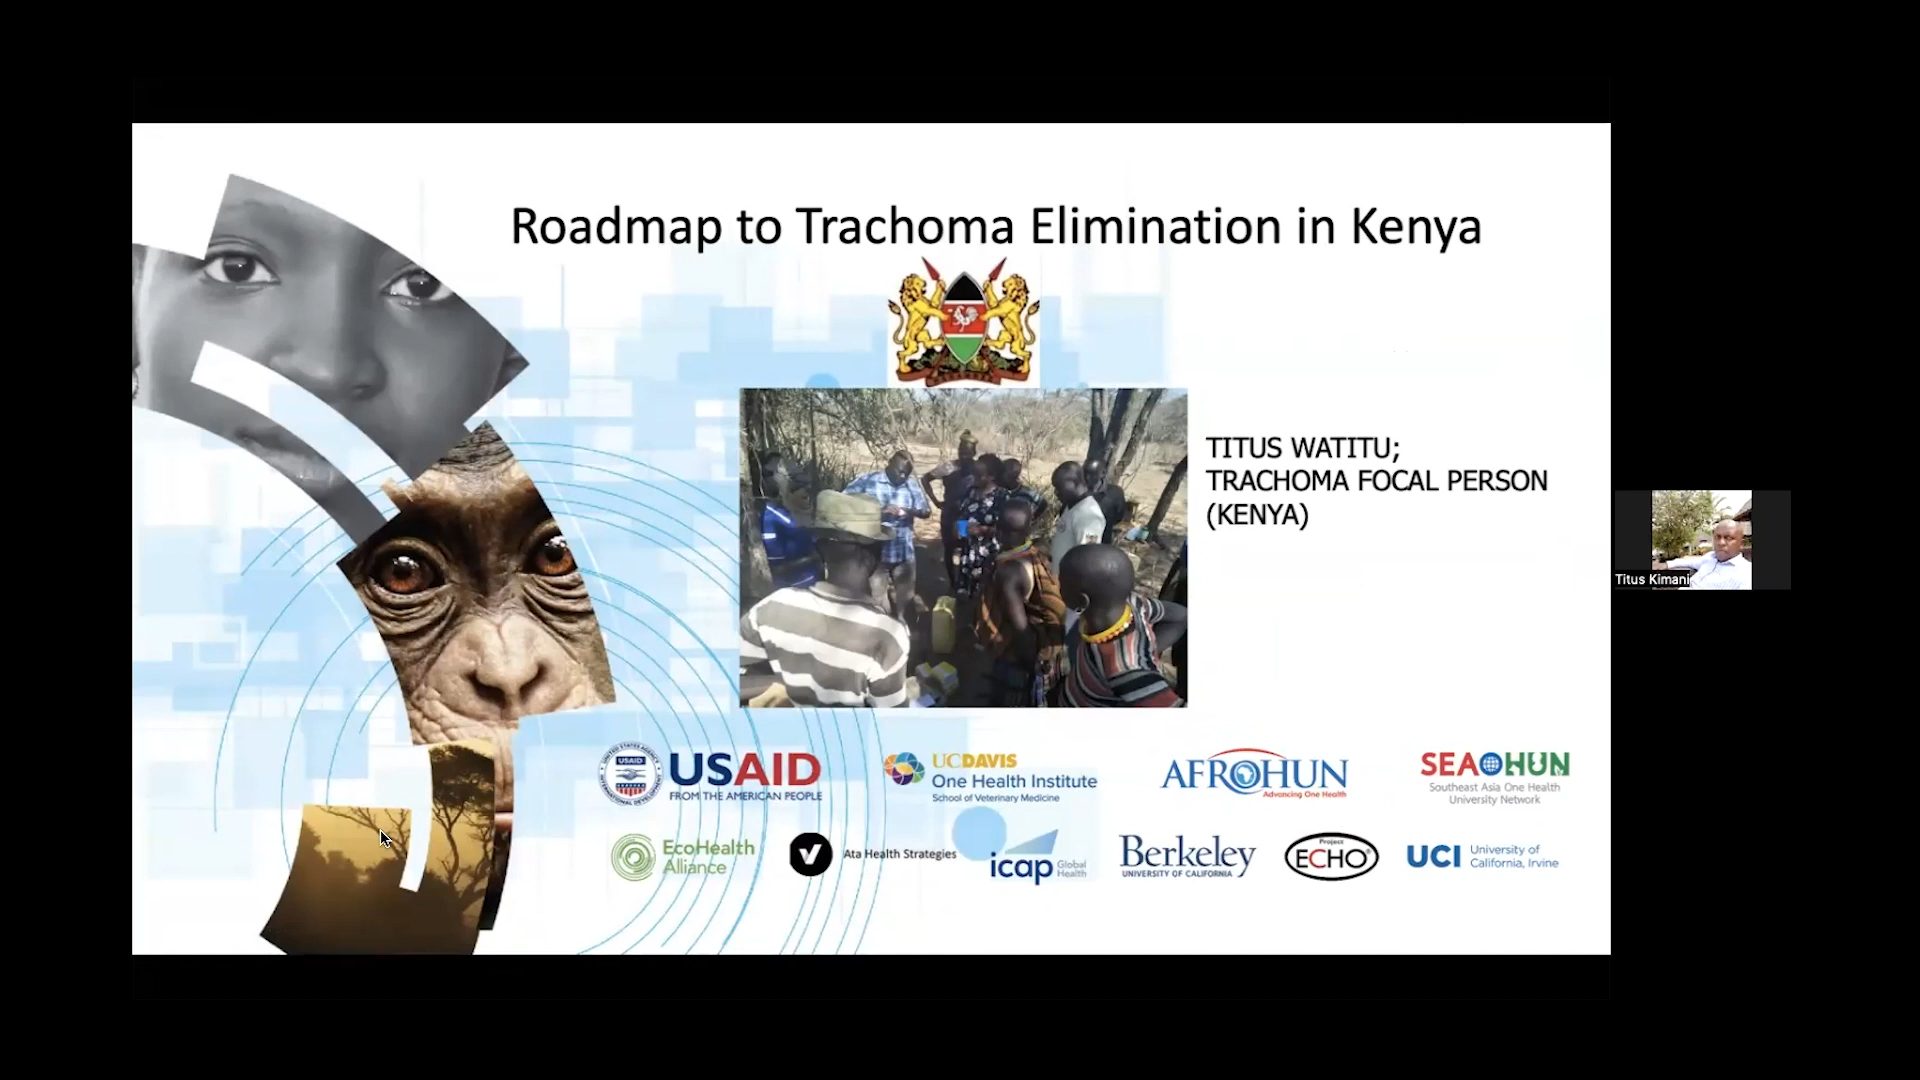 Roadmap to Trachoma Elimination in Kenya
TITUS WATITU;
TRACHOMA FOCAL PERSON
(KENYA)
Titus Kimani
USAID
USAID
FROM THE AMERICAN PEOPLE
UCDAVIS
One Health Institute
School of Veterinary Medicine
AFROHUN
Advancing One Health
SEAOHUN
Southeast Asia One Health
University Network
EcoHealth
Alliance
Ata Health Strategies
icap Global
Health
Berkeley
UNIVERSITY OF CALIFORNIA
Project
ECHO
UCI University of
California, Irvine